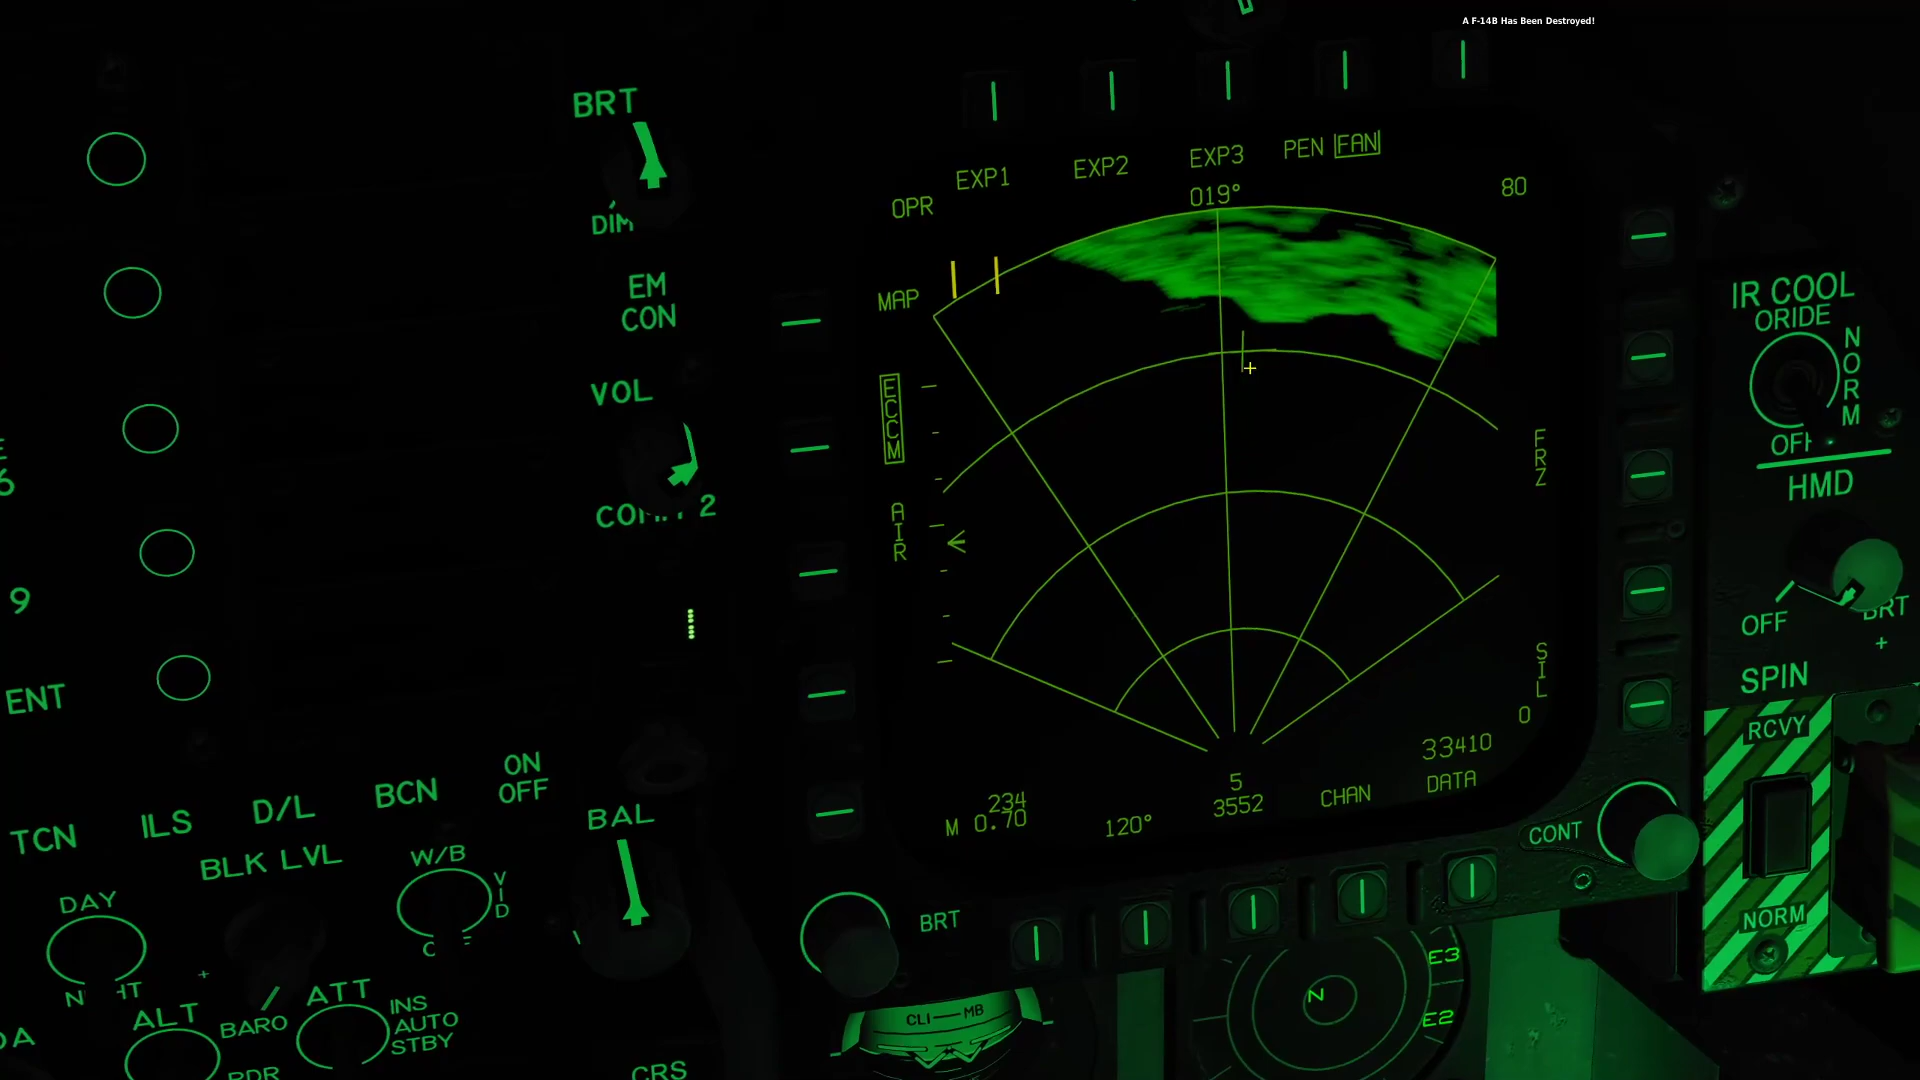 A F-14B Has Been Destroyed!
BRT
DIM
EM
CON
VOL
9
ENT
TCN
ILS
D/L
BCN
ON
OFF
BAL
BLK LVL
W/B
VID
DAY
ALT
BARO
ATT
INS
AUTO
STBY
CRS
EXP1
EXP2
EXP3
PEN FAN
OPR
019°
80
MAP
ECCM
AIR
FRZ
SIL
0
33410
DATA
5
3552
CHAN
234
M 0.70
120°
BRT
CONT
CLI
MB
N
E3
E2
IR COOL
ORIDE
NORM
HMD
OFF
BRT
SPIN
RCVY
NORM